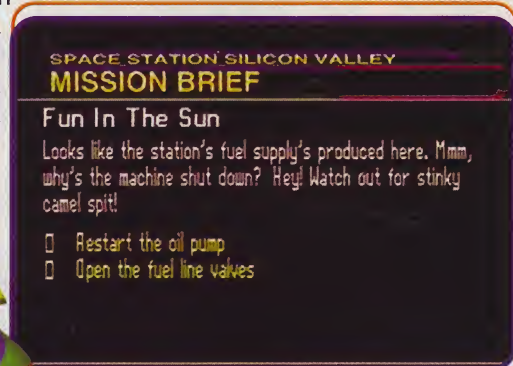 SPACE STATION SILICON VALLEY
MISSION BRIEF
Fun In The Sun
Looks like the station's fuel supply's produced here. Mmm,
why's the machine shut down? Hey! Watch out for stinky
camel spit!
Restart the oil pump
Open the fuel line valves